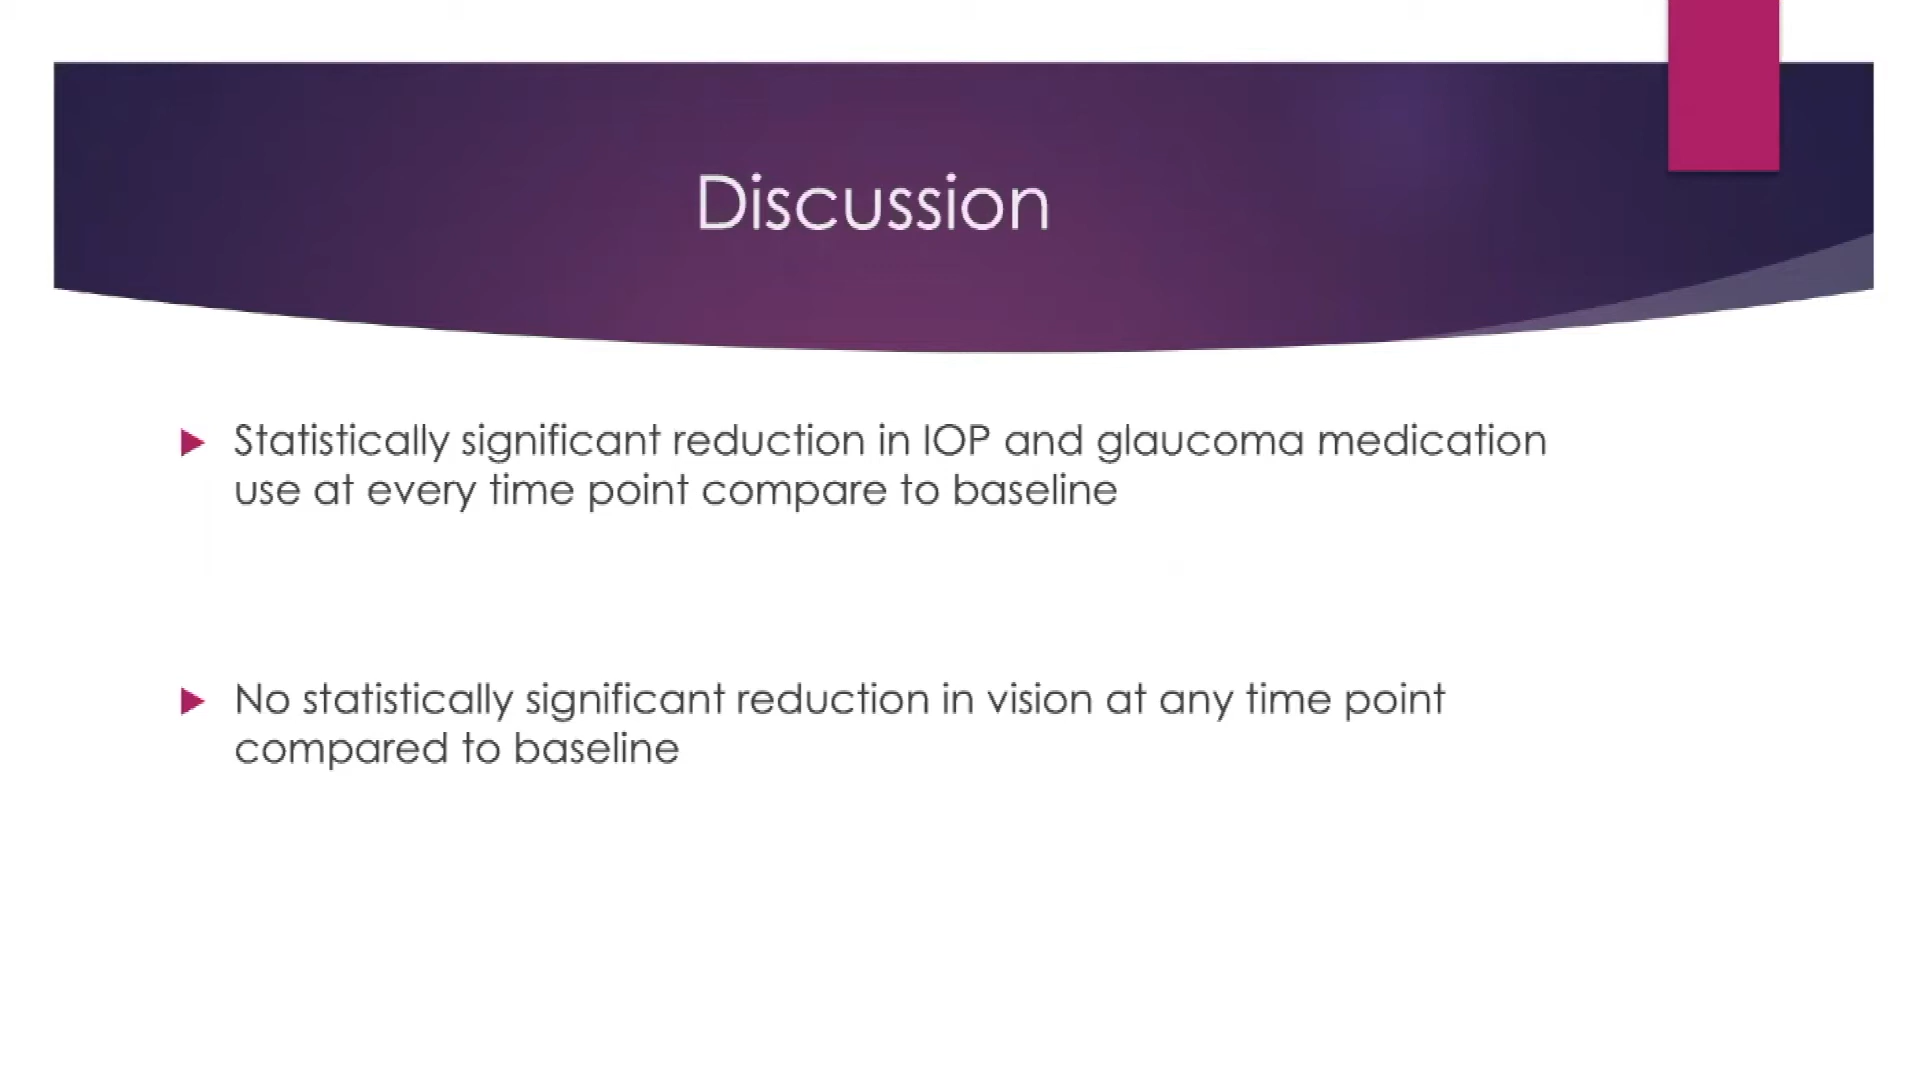 Discussion
Statistically significant reduction in IOP and glaucoma medication
use at every time point compare to baseline
No statistically significant reduction in vision at any time point
compared to baseline